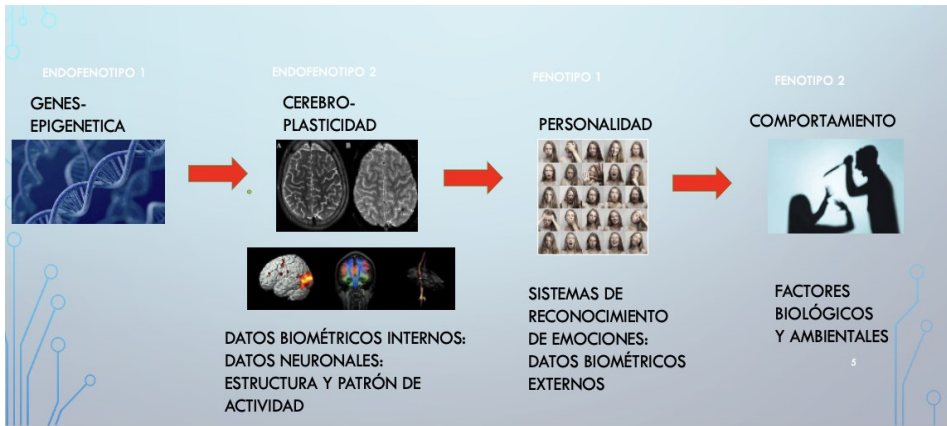 ENDOFENOTIPO 1
GENES-
EPIGENETICA
ENDOFENOTIPO 2
CEREBRO-
PLASTICIDAD
A
B
DATOS BIOMÉTRICOS INTERNOS:
DATOS NEURONALES:
ESTRUCTURA Y PATRÓN DE
ACTIVIDAD
FENOTIPO 1
PERSONALIDAD
SISTEMAS DE
RECONOCIMIENTO
DE EMOCIONES:
DATOS BIOMÉTRICOS
EXTERNOS
FENOTIPO 2
COMPORTAMIENTO
FACTORES
BIOLÓGICOS
Y AMBIENTALES
5